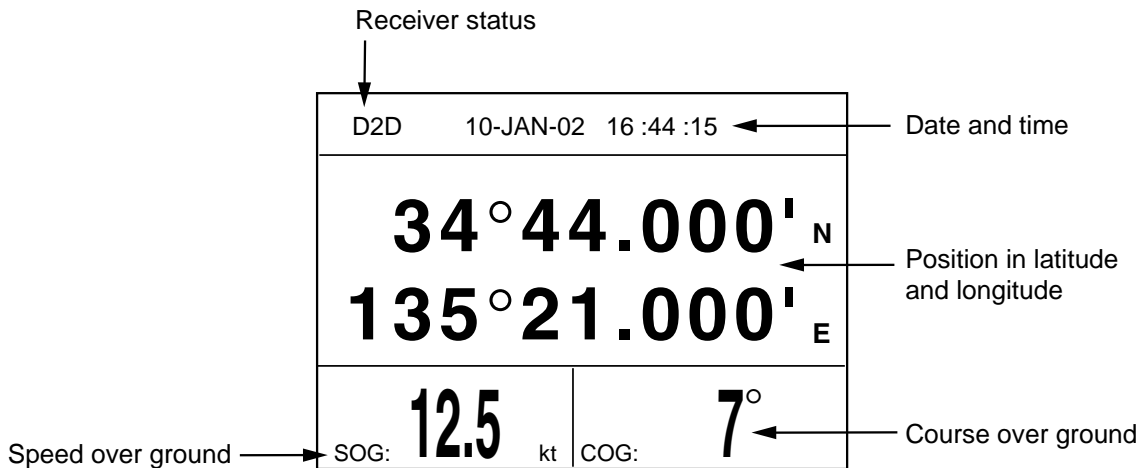 Receiver status
D2D 10-JAN-02 16 :44 :15
Date and time
34°44.000' N
135°21.000' E
Position in latitude
and longitude
Speed over ground
SOG: 12.5 kt
COG: 7°
Course over ground